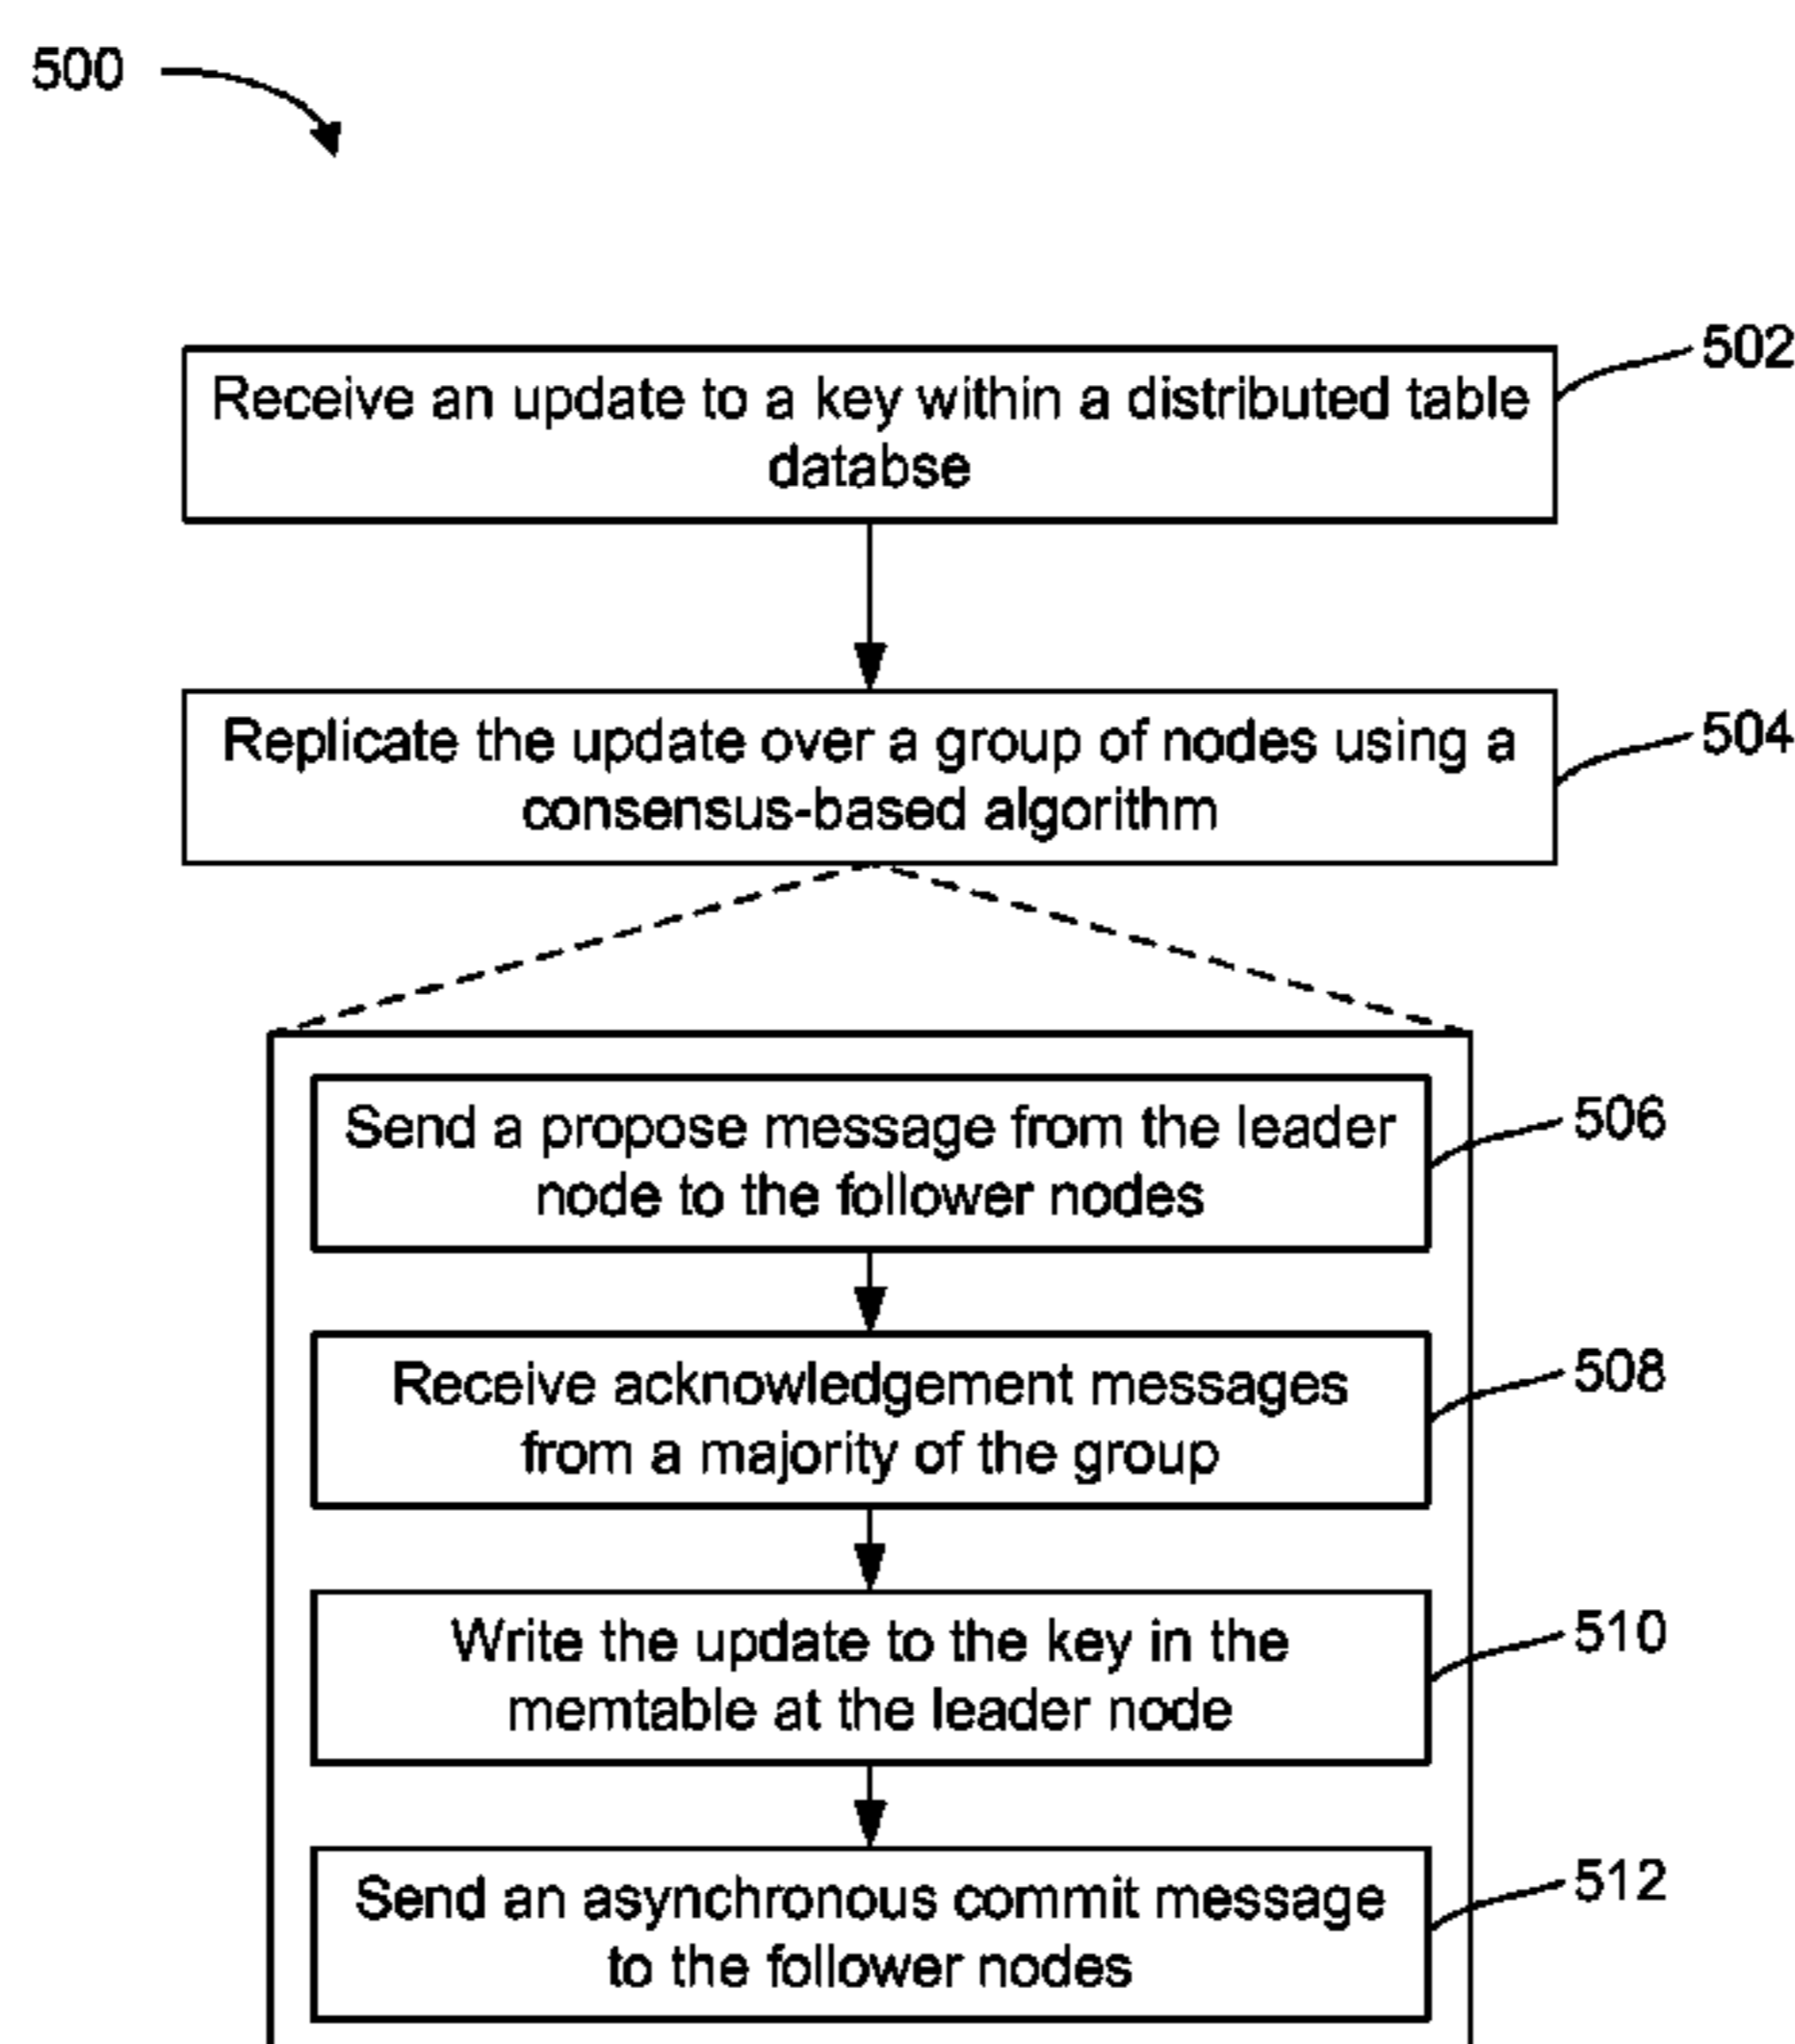 500
502
Receive an update to a key within a distributed table
databse
504
Replicate the update over a group of nodes using a
consensus-based algorithm
506
Send a propose message from the leader
node to the follower nodes
508
Receive acknowledgement messages
from a majority of the group
510
Write the update to the key in the
memtable at the leader node
512
Send an asynchronous commit message
to the follower nodes